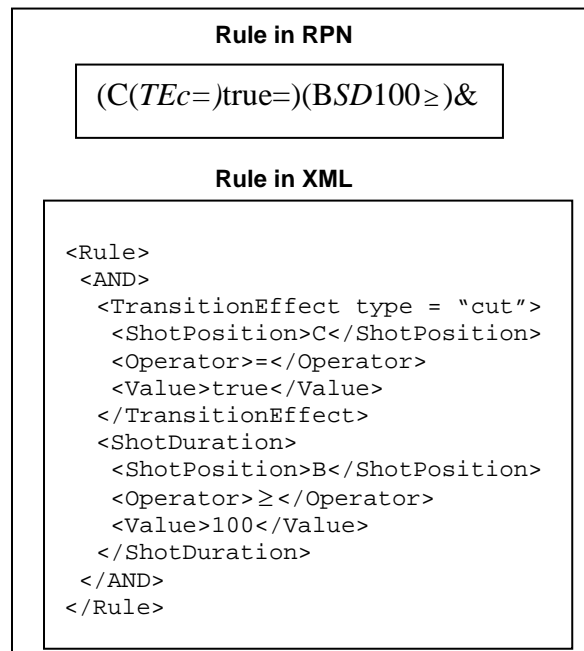 Rule in RPN
(C(TEc=)true=)(BSD100≥)&
Rule in XML
<Rule>
<AND>
<TransitionEffect type = “cut”>
<ShotPosition>C</ShotPosition>
<Operator>=</Operator>
<Value>true</Value>
</TransitionEffect>
<ShotDuration>
<ShotPosition>B</ShotPosition>
<Operator>≥</Operator>
<Value>100</Value>
</ShotDuration>
</AND>
</Rule>